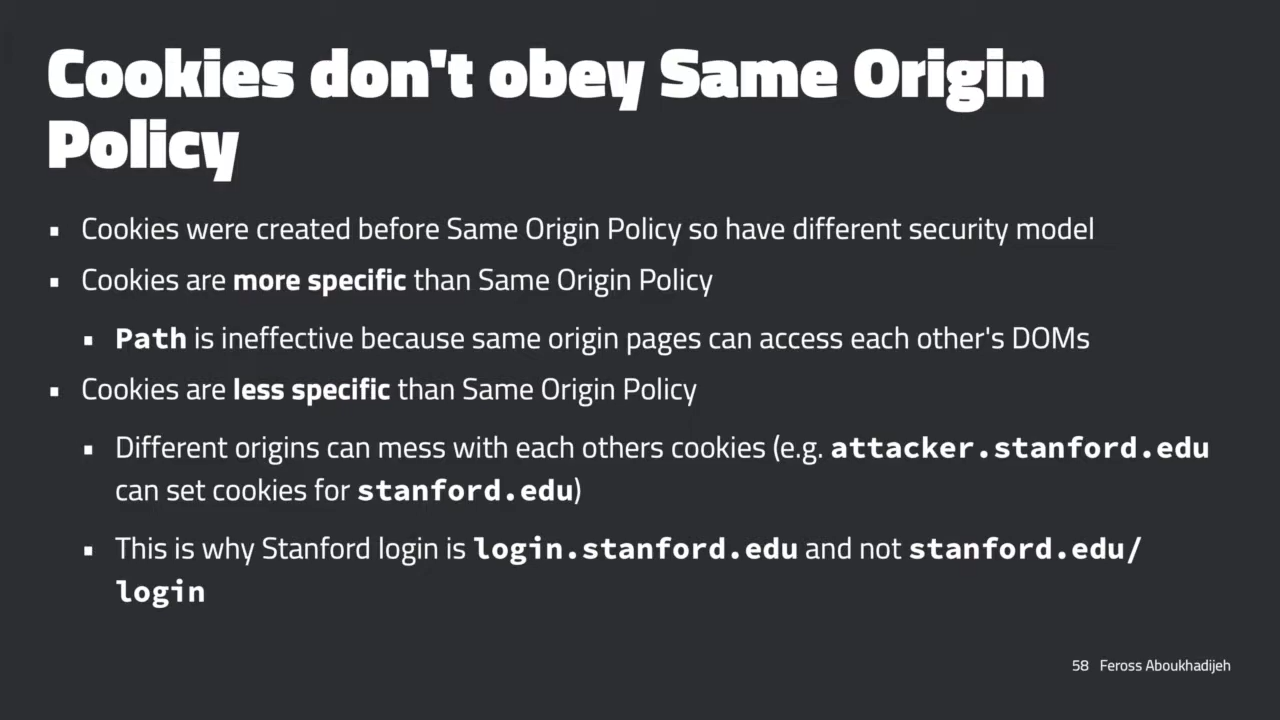 Cookies don't obey Same Origin
Policy
▪ Cookies were created before Same Origin Policy so have different security model
▪ Cookies are more specific than Same Origin Policy
▪ Path is ineffective because same origin pages can access each other's DOMs
▪ Cookies are less specific than Same Origin Policy
▪ Different origins can mess with each others cookies (e.g. attacker.stanford.edu
can set cookies for stanford.edu)
▪ This is why Stanford login is login.stanford.edu and not stanford.edu/
login
58 Feross Aboukhadijeh